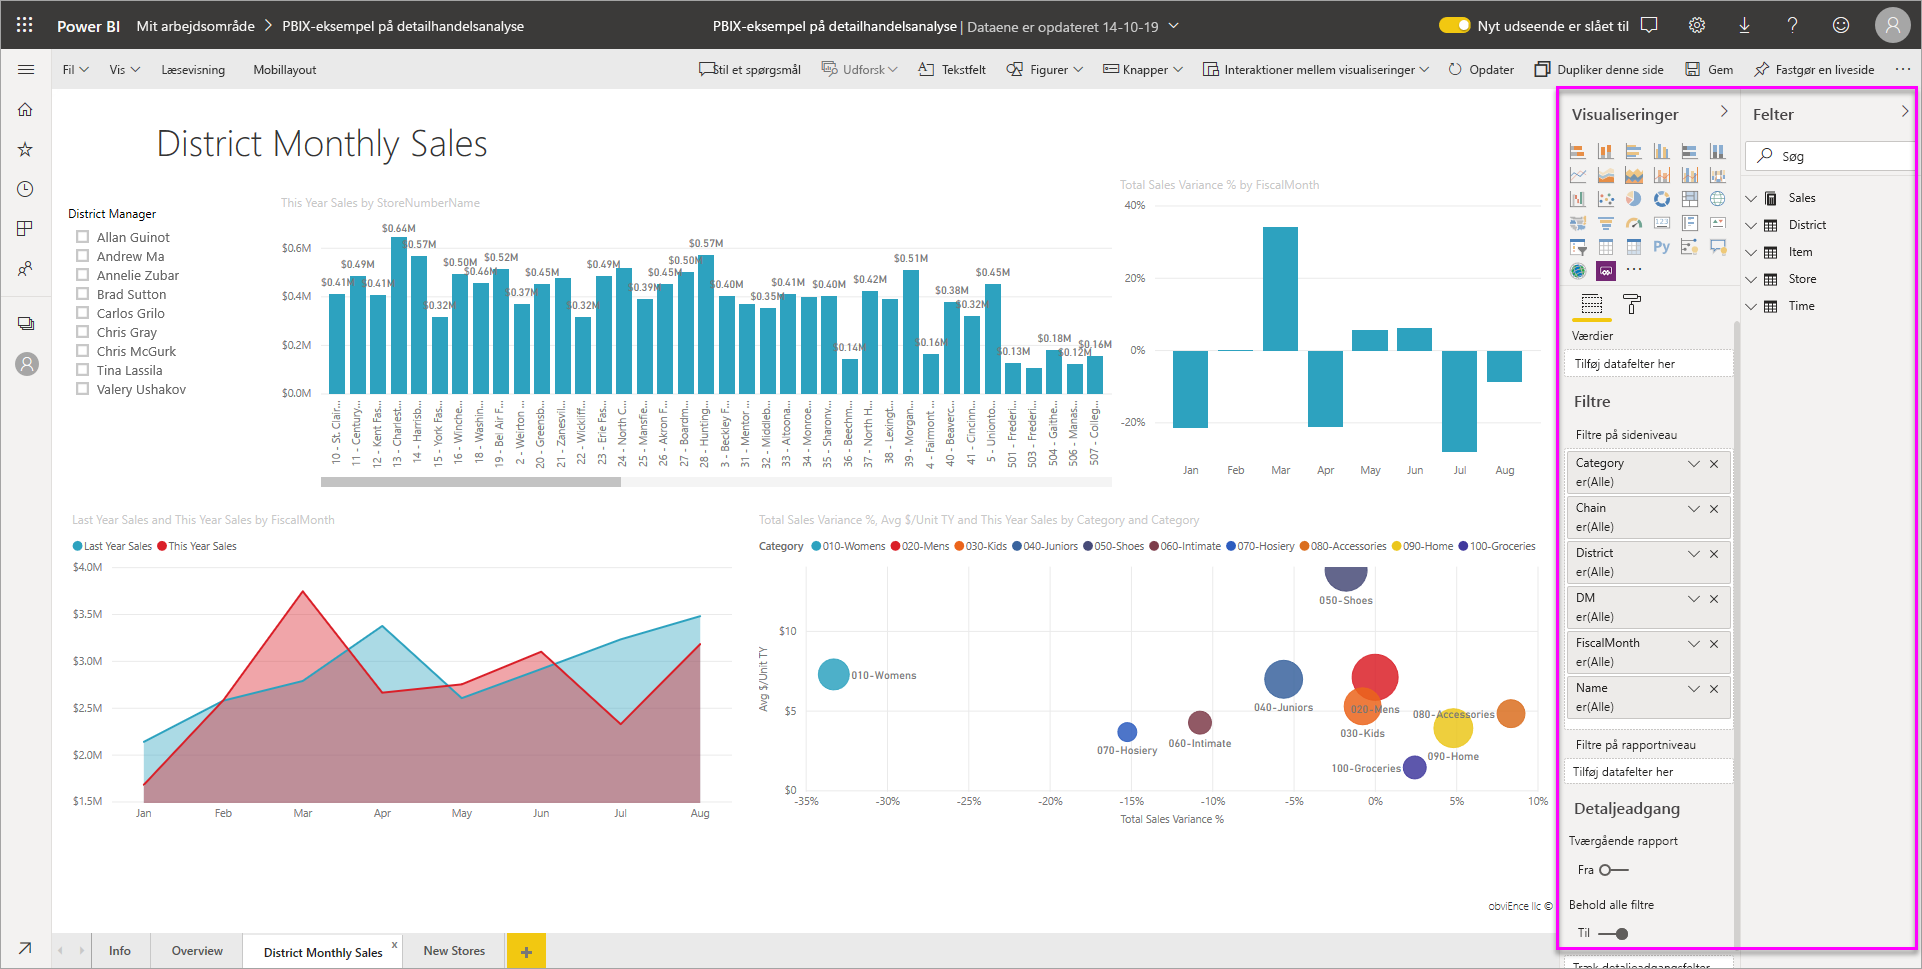 Power BI
Mit arbejdsområde
PBIX-eksempel på detailhandelsanalyse
PBIX-eksempel på detailhandelsanalyse | Dataene er opdateret 14-10-19
Nyt udseende er slået til
Fil
Vis
Læsevisning
Mobillayout
Stil et spørgsmål
Udforsk
Tekstfelt
Figurer
Knapper
Interaktioner mellem visualiseringer
Opdater
Dupliker denne side
Gem
Fastgør en liveside
District Monthly Sales
District Manager
Allan Guinot
Andrew Ma
Annelie Zubar
Brad Sutton
Carlos Grilo
Chris Gray
Chris McGurk
Tina Lassila
Valery Ushakov
This Year Sales by StoreNumberName
$0.6M
$0.4M
$0.2M
$0.0M
$0.41M
$0.49M
$0.41M
$0.64M
$0.57M
$0.32M
$0.50M
$0.46M
$0.52M
$0.37M
$0.45M
$0.32M
$0.49M
$0.39M
$0.45M
$0.50M
$0.57M
$0.40M
$0.35M
$0.41M
$0.40M
$0.14M
$0.42M
$0.51M
$0.16M
$0.38M
$0.32M
$0.45M
$0.13M
$0.18M
$0.12M
$0.16M
10 - St. Clair...
11 - Century...
12 - Kent Fas...
13 - Charlest...
14 - Harrisb...
15 - York Fas...
16 - Winche...
18 - Washin...
19 - Bel Air F...
2 - Weirton ...
20 - Greensb...
21 - Zanesvil...
22 - Wickliff...
23 - Erie Fas...
24 - North C...
25 - Mansfie...
26 - Akron F...
27 - Boardm...
28 - Hunting...
3 - Beckley F...
31 - Mentor ...
32 - Middleb...
33 - Altoona...
34 - Monroe...
35 - Sharonv...
36 - Beechm...
37 - North H...
38 - Lexingt...
39 - Morgan...
4 - Fairmont ...
40 - Beaverc...
41 - Cincinn...
5 - Unionto...
501 - Frederi...
503 - Frederi...
504 - Gaithe...
506 - Manas...
507 - Colleg...
Total Sales Variance % by FiscalMonth
40%
20%
0%
-20%
Jan
Feb
Mar
Apr
May
Jun
Jul
Aug
Last Year Sales and This Year Sales by FiscalMonth
Last Year Sales
This Year Sales
$4.0M
$3.5M
$3.0M
$2.5M
$2.0M
$1.5M
Jan
Feb
Mar
Apr
May
Jun
Jul
Aug
Total Sales Variance %, Avg $/Unit TY and This Year Sales by Category and Category
Category
010-Womens
020-Mens
030-Kids
040-Juniors
050-Shoes
060-Intimate
070-Hosiery
080-Accessories
090-Home
100-Groceries
Avg $/Unit TY
$10
$5
$0
050-Shoes
010-Womens
040-Juniors
020-Mens
080-Accessories
030-Kids
060-Intimate
070-Hosiery
090-Home
100-Groceries
-35%
-30%
-25%
-20%
-15%
-10%
-5%
0%
5%
10%
Total Sales Variance %
obviEnce llc ©
Visualiseringer
Py
Værdier
Tilføj datafelter her
Filtre
Filtre på sideniveau
Category
er(Alle)
Chain
er(Alle)
District
er(Alle)
DM
er(Alle)
FiscalMonth
er(Alle)
Name
er(Alle)
Filtre på rapportniveau
Tilføj datafelter her
Detaljeadgang
Tværgående rapport
Fra
Behold alle filtre
Til
Træk detaljeadgangsfelter
Felter
Søg
Sales
District
Item
Store
Time
Info
Overview
District Monthly Sales
x
New Stores
+